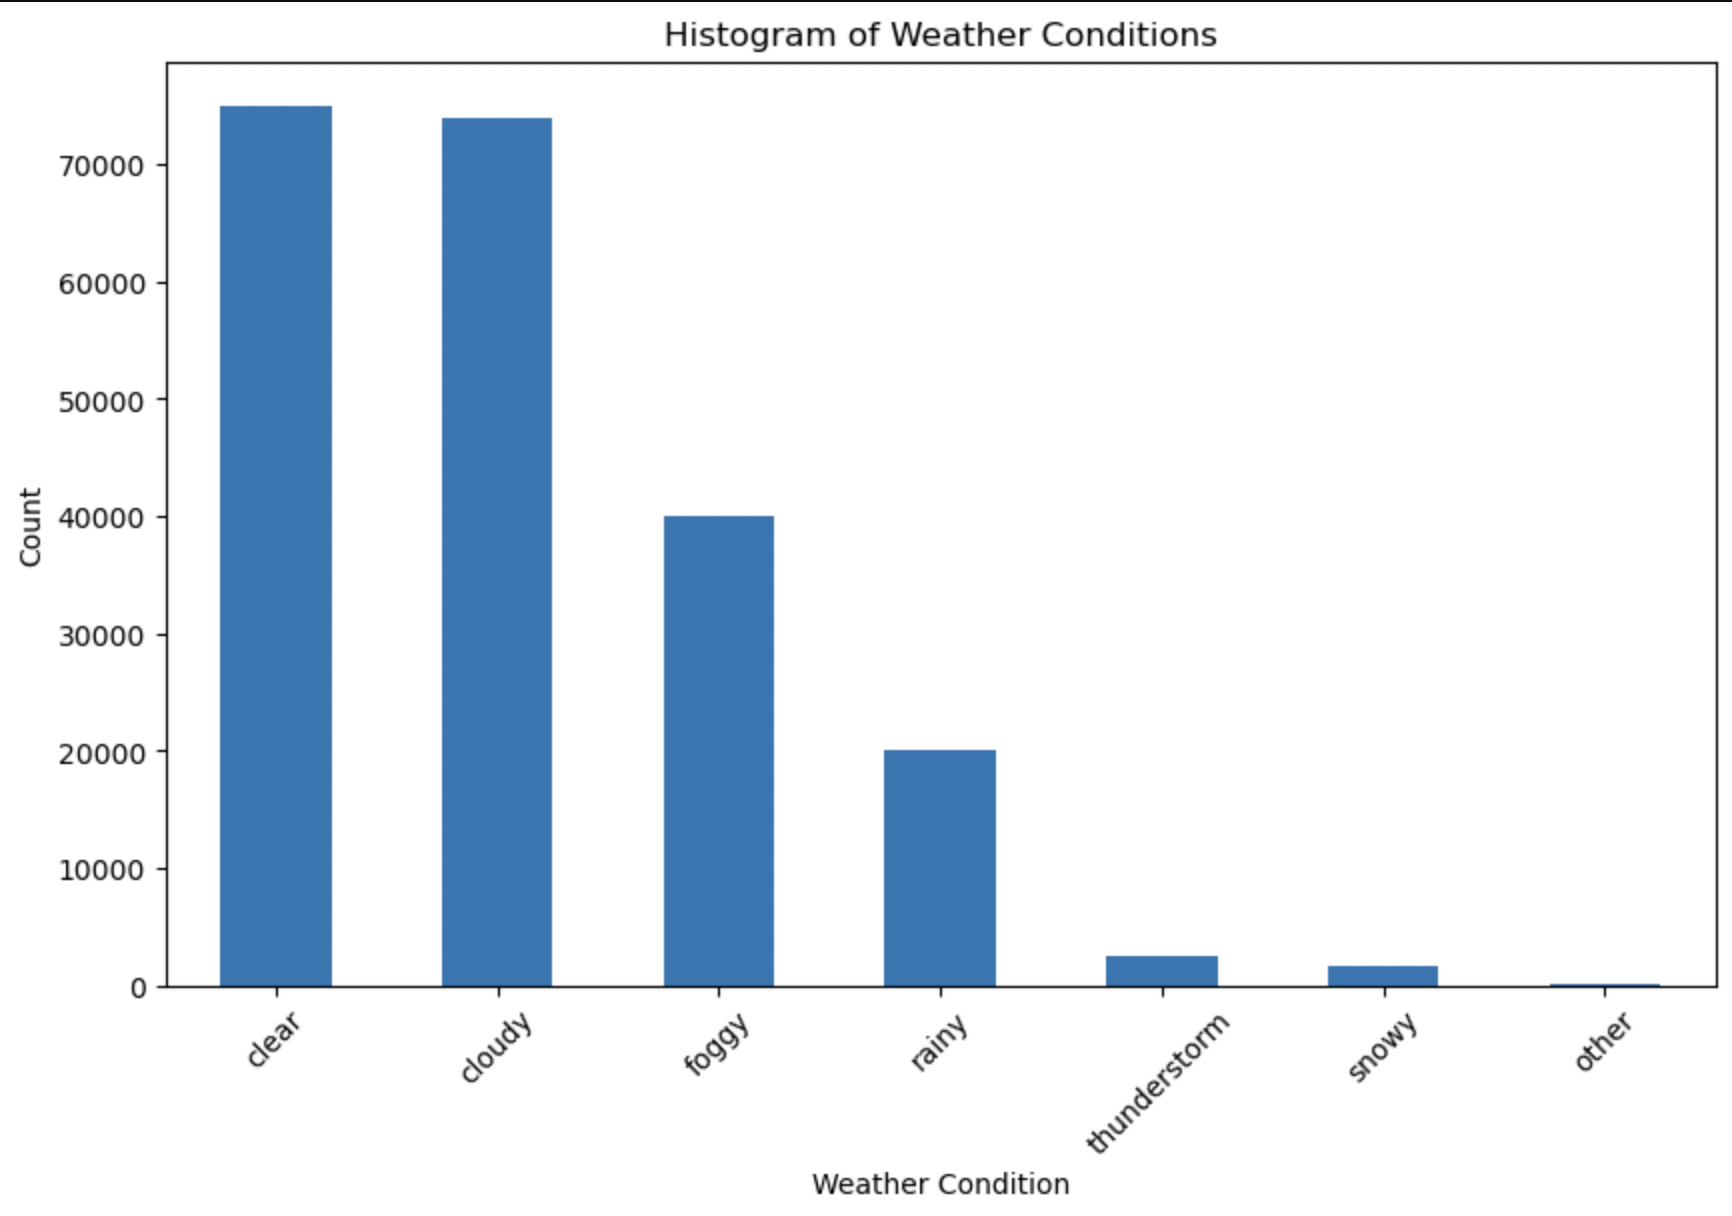 Histogram of Weather Conditions
70000
60000
50000
40000
30000
20000
10000
0
Count
clear
cloudy
foggy
rainy
thunderstorm
snowy
other
Weather Condition